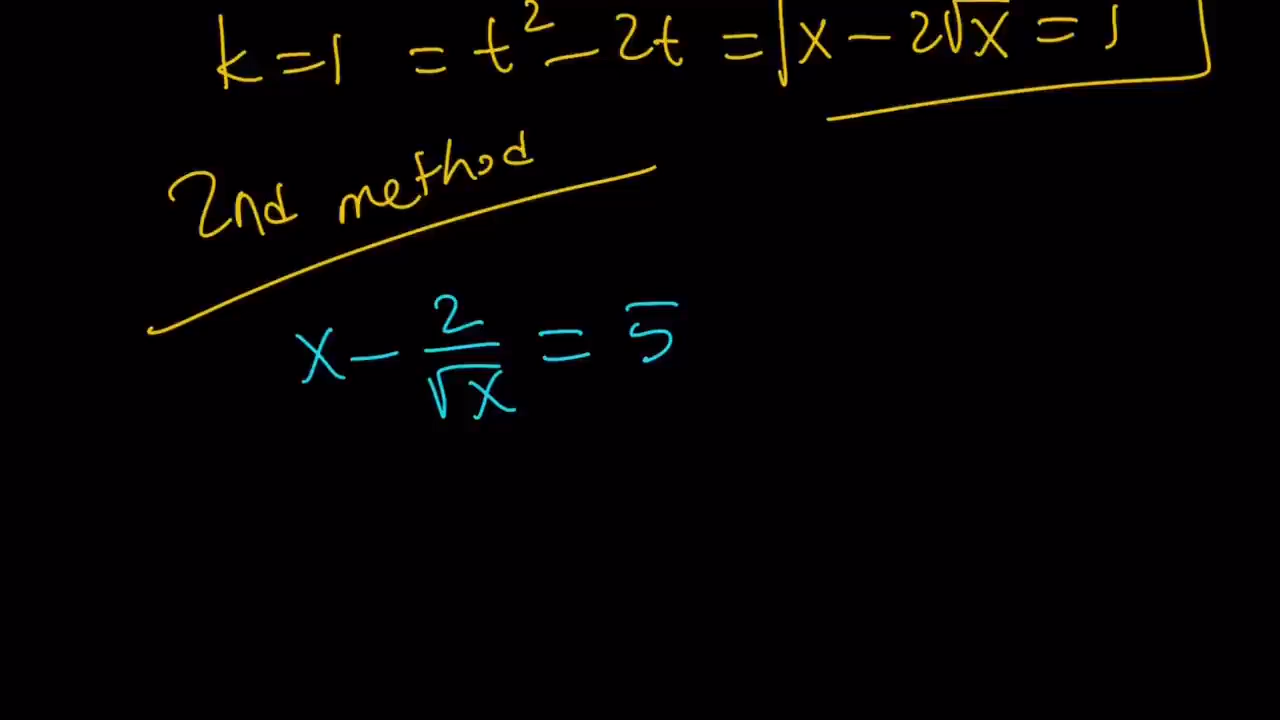 k=1 = t² - 2t = x - 2√x = 1
2nd method
x - 2/√x = 5